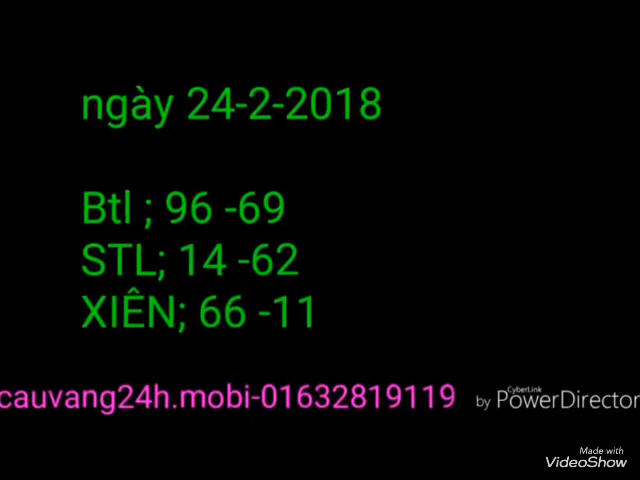 ngày 24-2-2018
Btl ; 96 -69
STL; 14 -62
XIÊN; 66 -11
cauvang24h.mobi-01632819119
by CyberLink PowerDirector
Made with
VideoShow